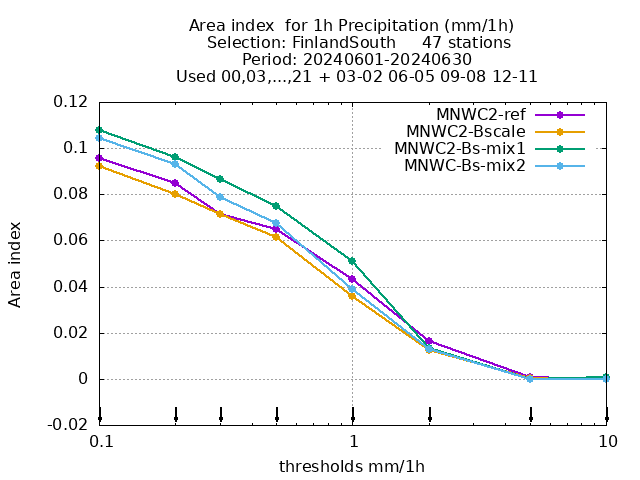 Area index  for 1h Precipitation (mm/1h)
Selection: FinlandSouth     47 stations
Period: 20240601-20240630
Used 00,03,...,21 + 03-02 06-05 09-08 12-11
MNWC2-ref
MNWC2-Bscale
MNWC2-Bs-mix1
MNWC-Bs-mix2
0.12
0.1
0.08
0.06
0.04
0.02
0
-0.02
Area index
0.1
1
10
thresholds mm/1h